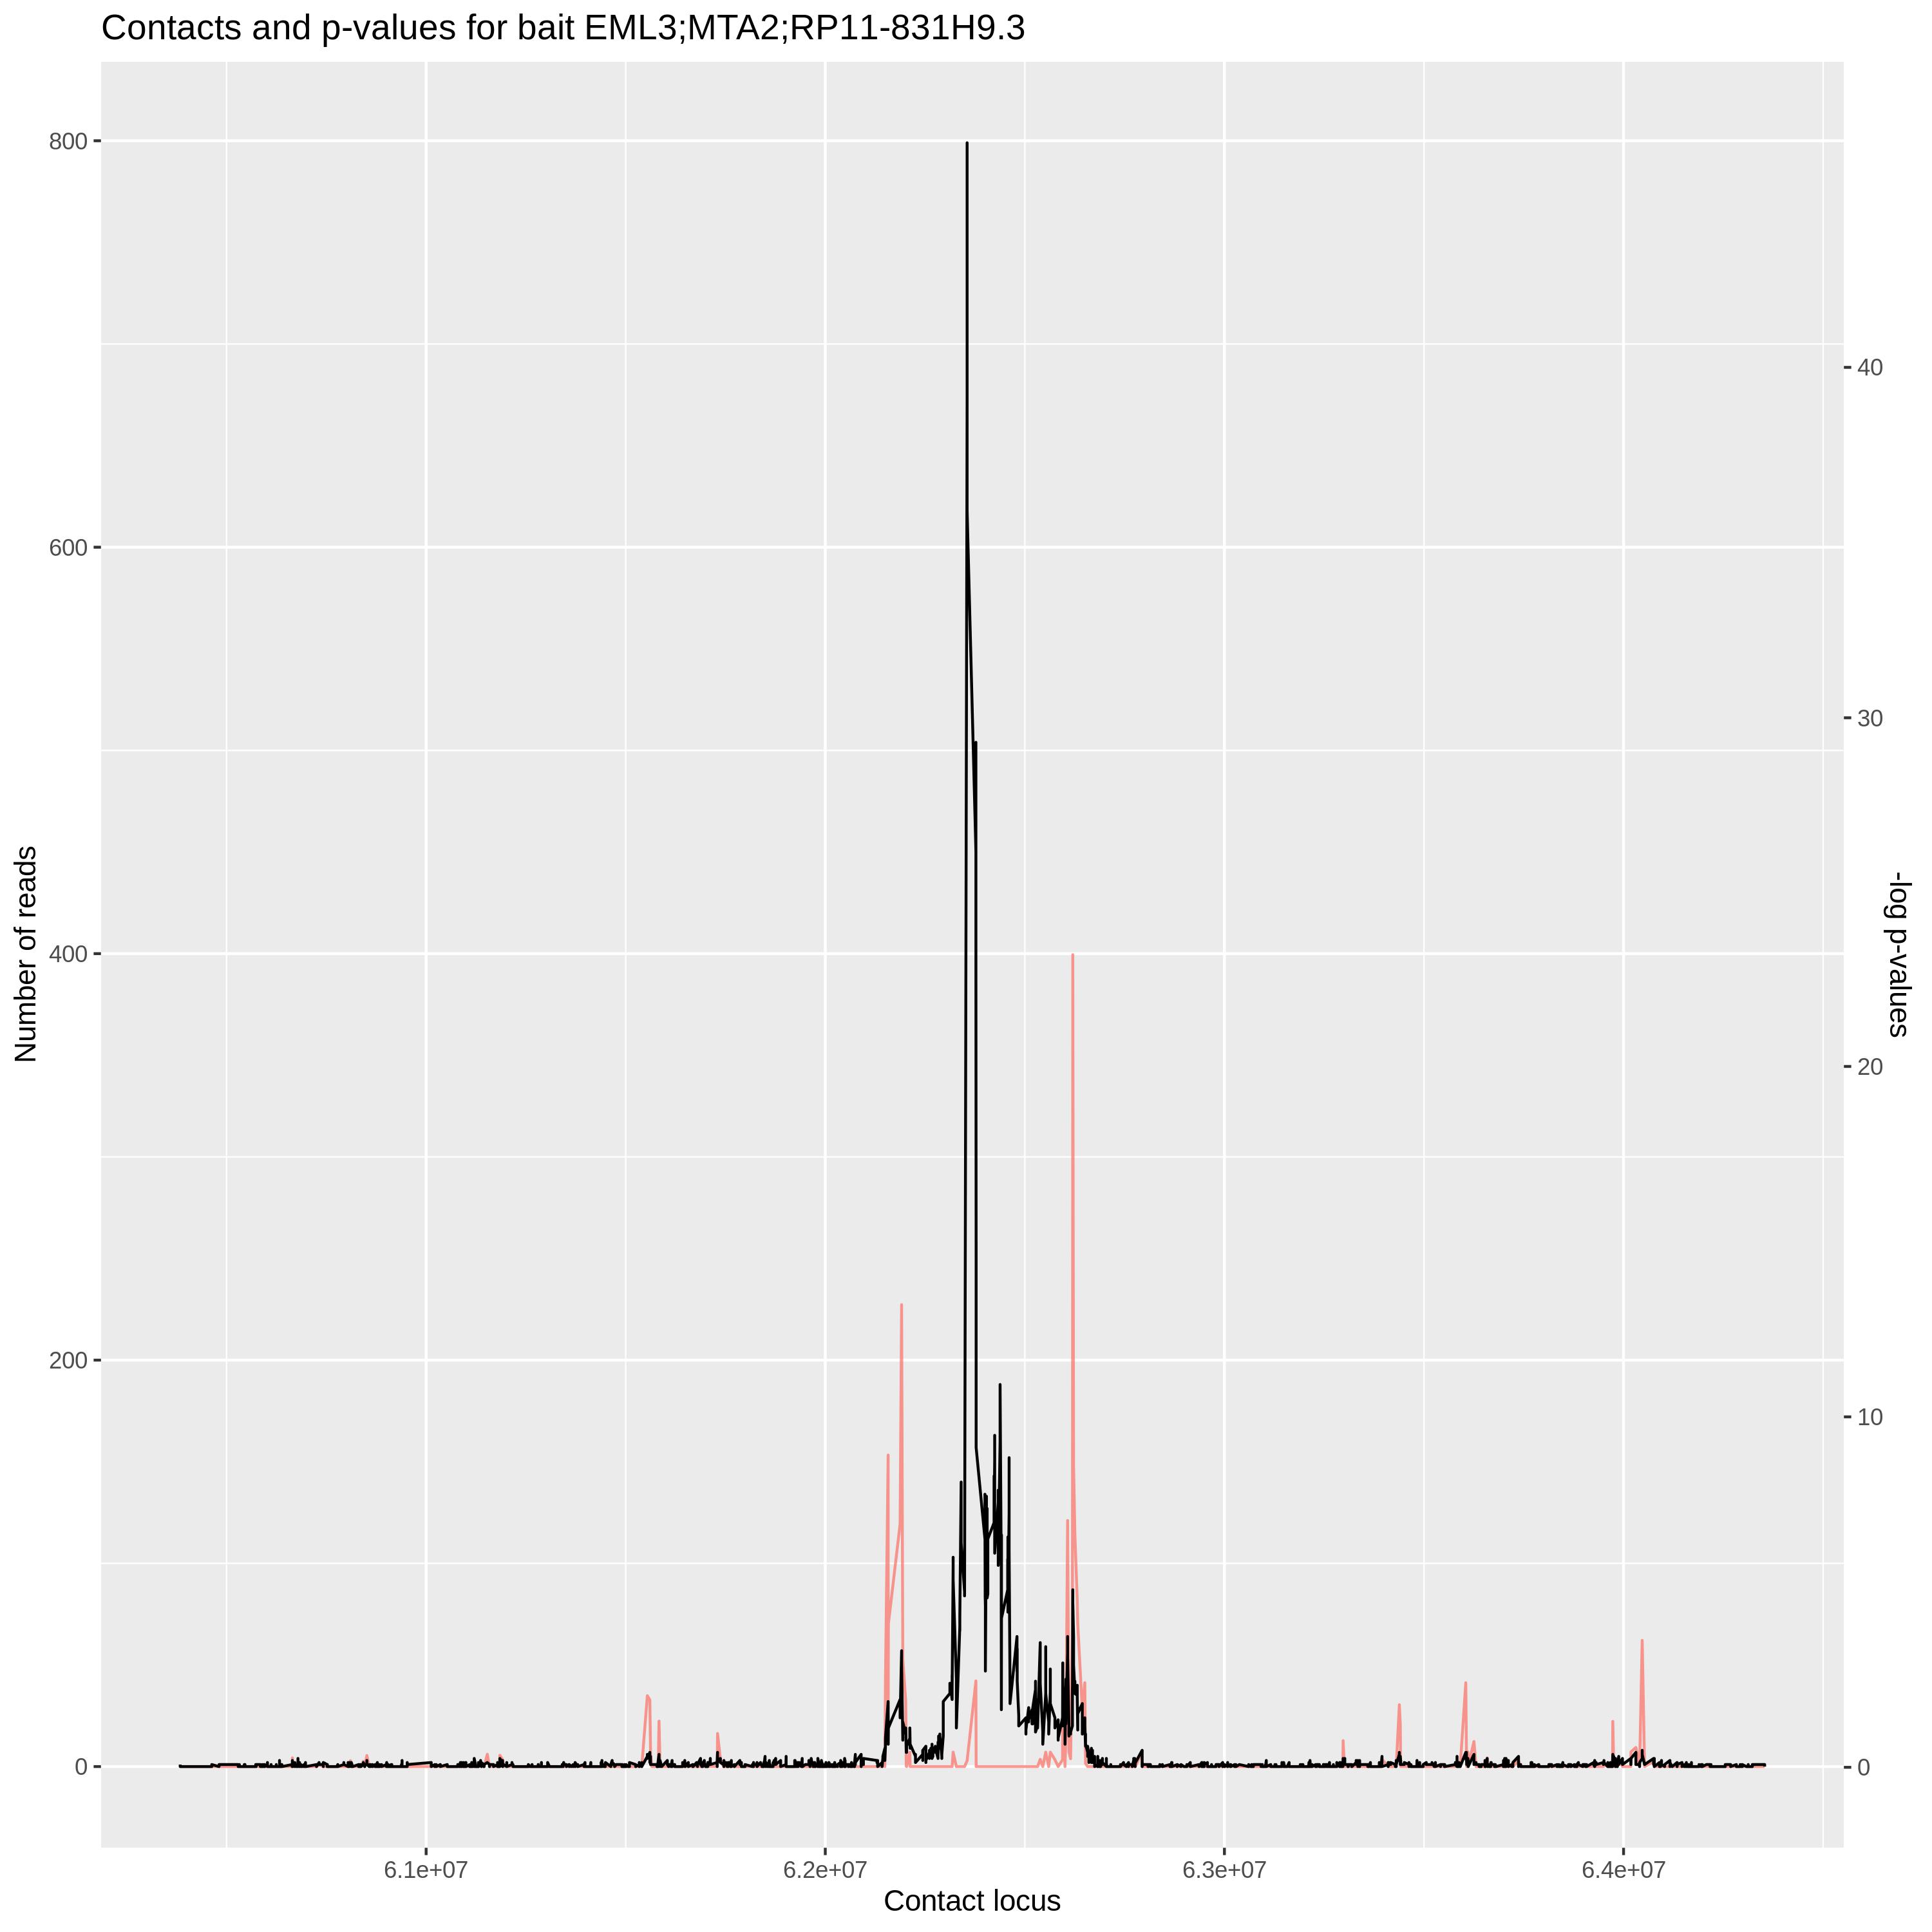 Contacts and p-values for bait EML3;MTA2;RP11-831H9.3
800
600
400
200
0
Number of reads
40
30
20
10
0
-log p-values
6.1e+07 6.2e+07 6.3e+07 6.4e+07
Contact locus